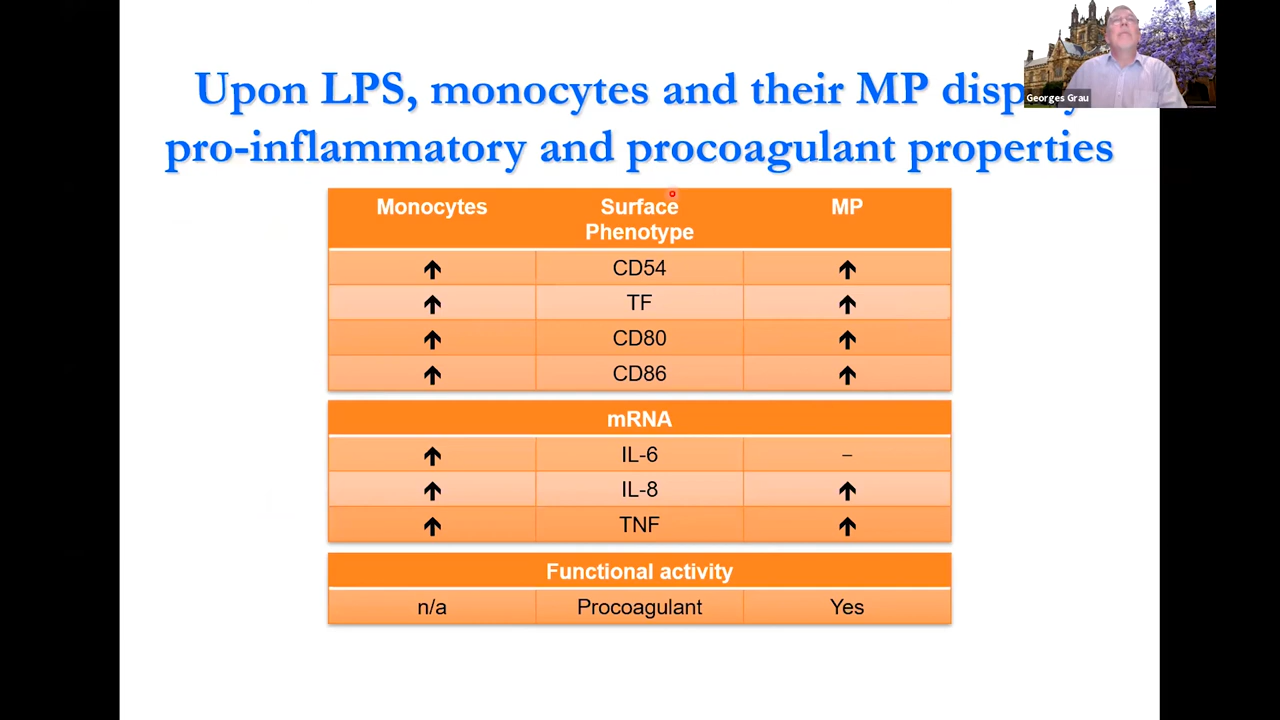 Upon LPS, monocytes and their MP disp
pro-inflammatory and procoagulant properties
Georges Grau
Monocytes Surface Phenotype MP
↑ CD54 ↑
↑ TF ↑
↑ CD80 ↑
↑ CD86 ↑
mRNA
↑ IL-6 –
↑ IL-8 ↑
↑ TNF ↑
Functional activity
n/a Procoagulant Yes